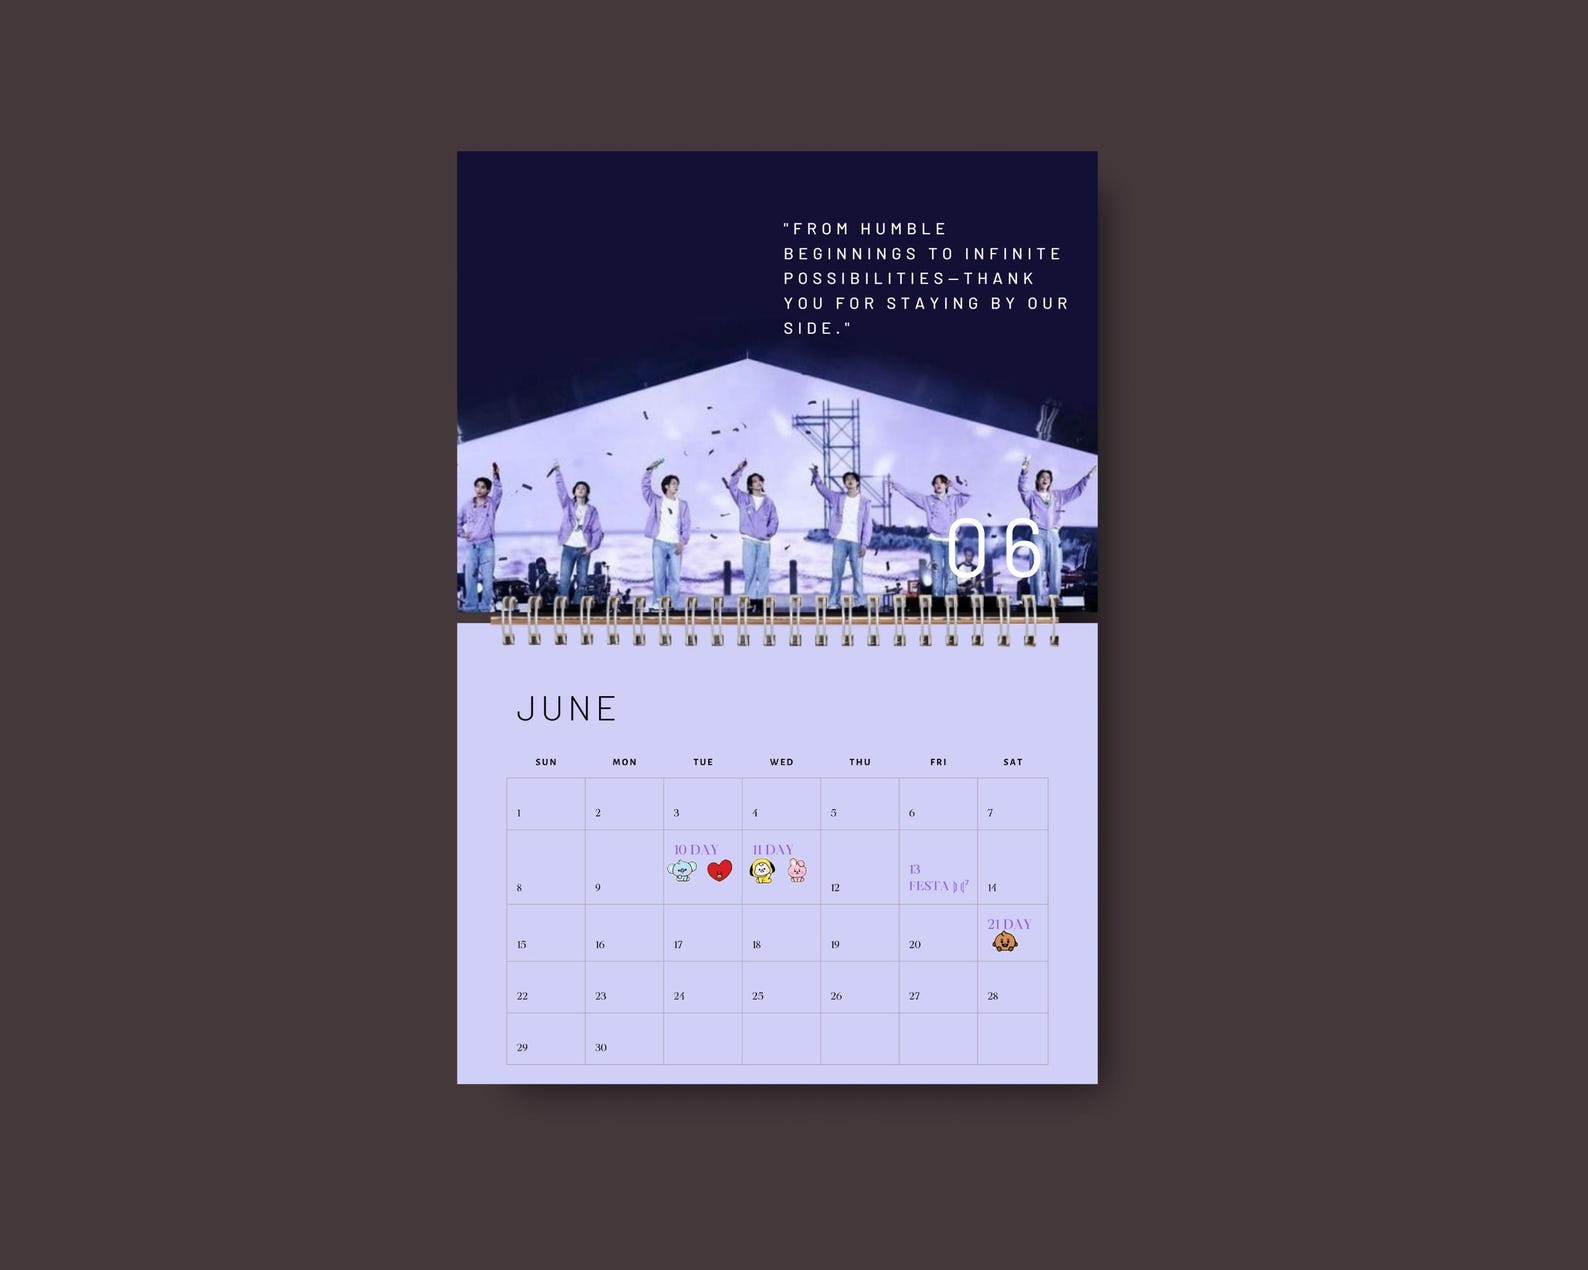 "FROM HUMBLE
BEGINNINGS TO INFINITE
POSSIBILITIES—THANK
YOU FOR STAYING BY OUR
SIDE."
06
JUNE
SUN MON TUE WED THU FRI SAT
1 2 3 4 5 6 7
8 9 10 DAY 11 DAY 12 13 FESTA 14
15 16 17 18 19 20 21 DAY
22 23 24 25 26 27 28
29 30